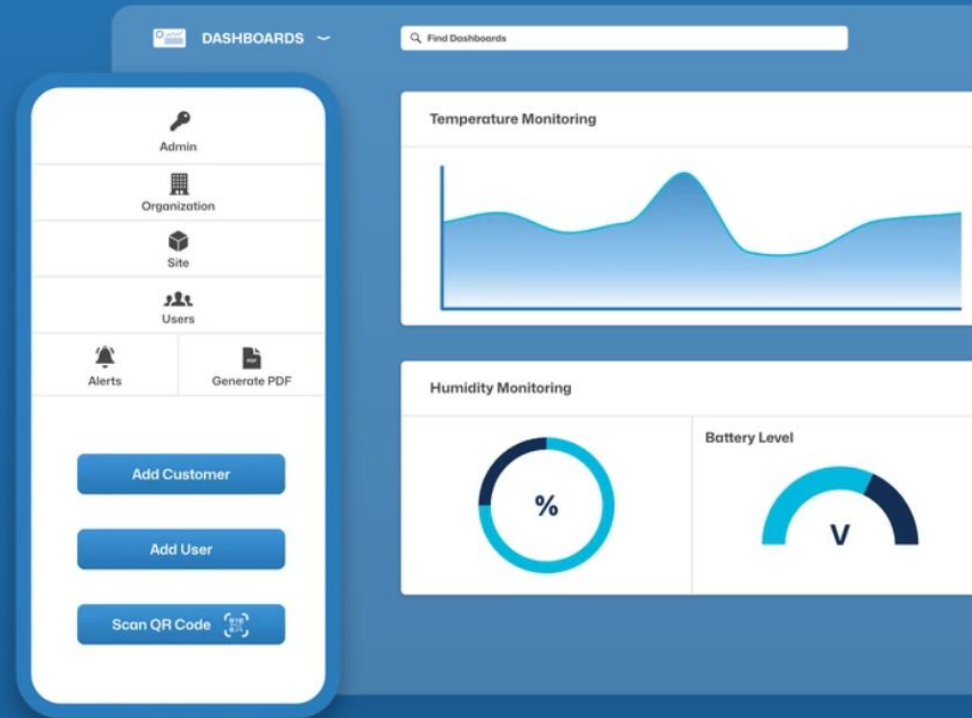 DASHBOARDS
Find Dashboards
Admin
Organization
Site
Users
Alerts
Generate PDF
PDF
Add Customer
Add User
Scan QR Code
Temperature Monitoring
Humidity Monitoring
%
Battery Level
V